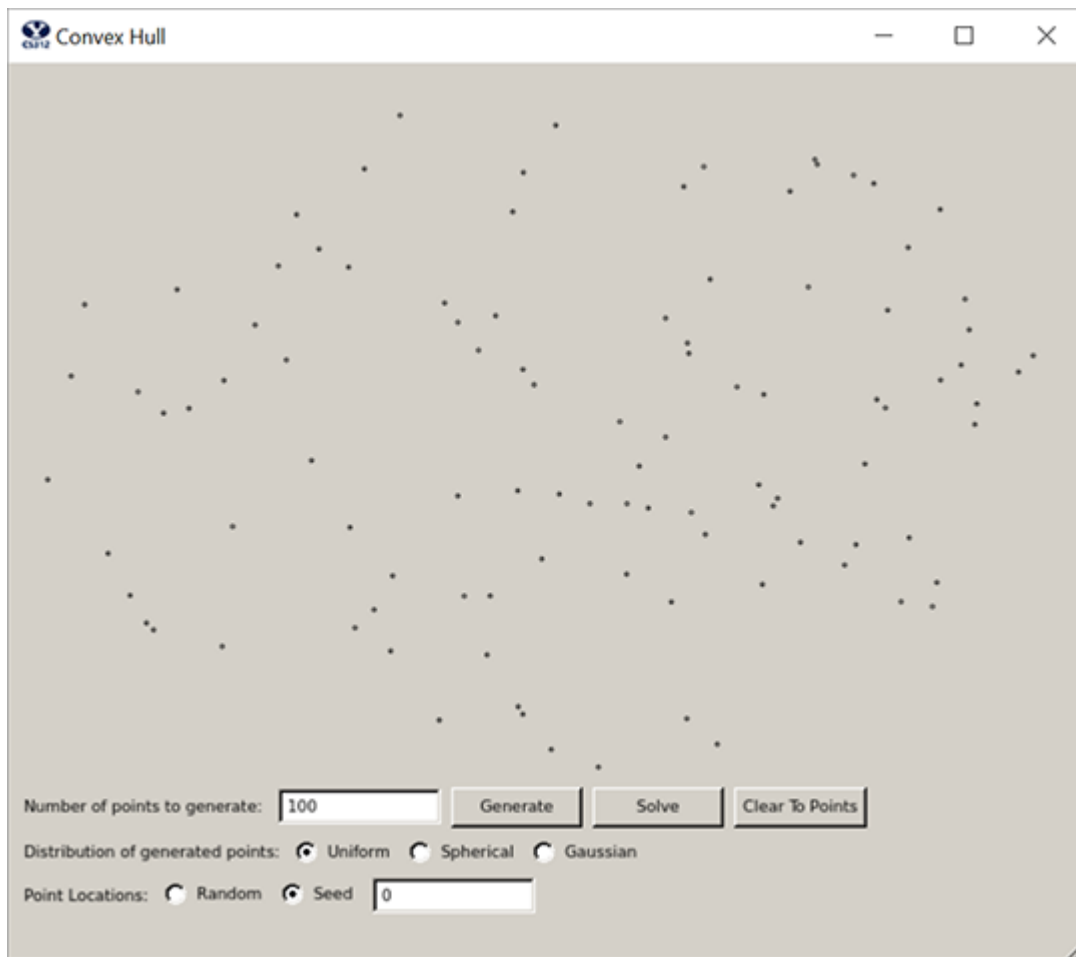 CS312 Convex Hull
Number of points to generate: 100 Generate Solve Clear To Points
Distribution of generated points: Uniform Spherical Gaussian
Point Locations: Random Seed 0